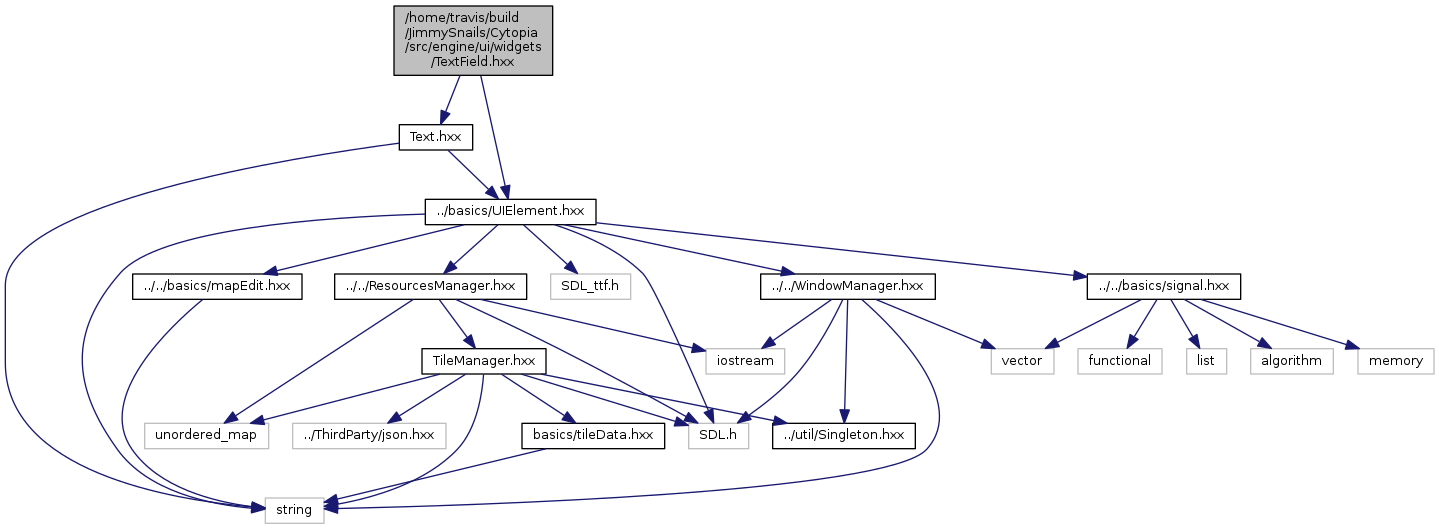 /home/travis/build
/JimmySnails/Cytopia
/src/engine/ui/widgets
/TextField.hxx
Text.hxx
../basics/UIElement.hxx
../../basics/mapEdit.hxx
../../ResourcesManager.hxx
SDL_ttf.h
../../WindowManager.hxx
../../basics/signal.hxx
TileManager.hxx
iostream
vector
functional
list
algorithm
memory
unordered_map
../ThirdParty/json.hxx
basics/tileData.hxx
SDL.h
../util/Singleton.hxx
string